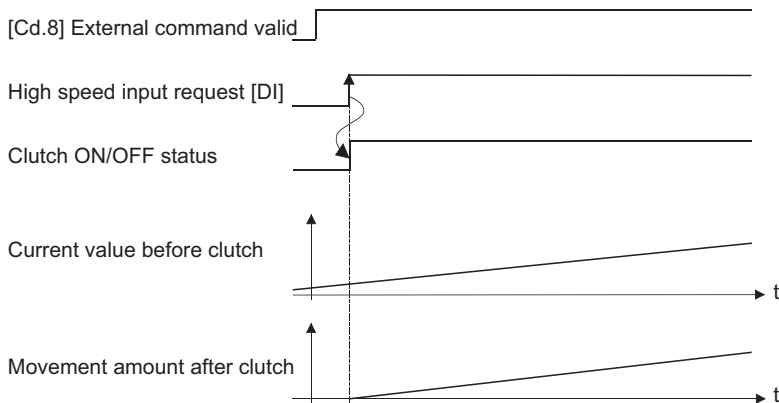 [Cd.8] External command valid
High speed input request [DI]
Clutch ON/OFF status
Current value before clutch
t
Movement amount after clutch
t